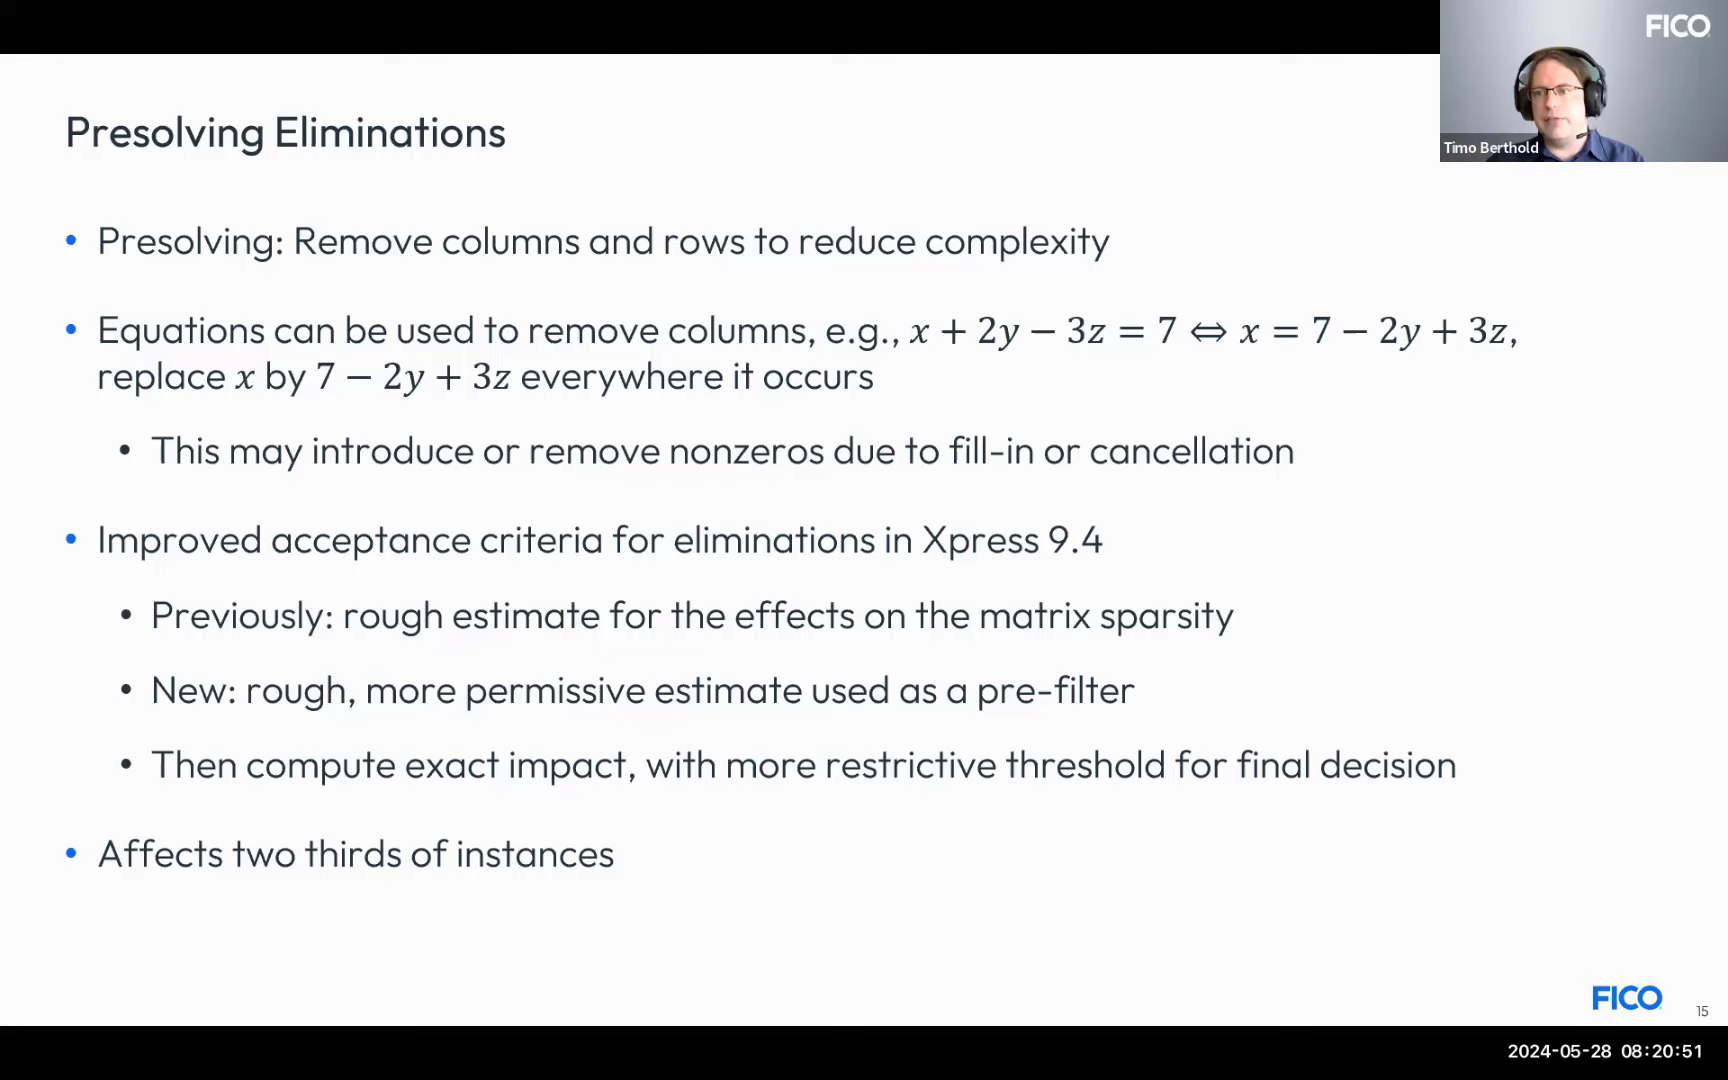 FICO
Timo Berthold
Presolving Eliminations
• Presolving: Remove columns and rows to reduce complexity
• Equations can be used to remove columns, e.g., x + 2y − 3z = 7 ⇔ x = 7 − 2y + 3z,
replace x by 7 − 2y + 3z everywhere it occurs
• This may introduce or remove nonzeros due to fill-in or cancellation
• Improved acceptance criteria for eliminations in Xpress 9.4
• Previously: rough estimate for the effects on the matrix sparsity
• New: rough, more permissive estimate used as a pre-filter
• Then compute exact impact, with more restrictive threshold for final decision
• Affects two thirds of instances
FICO
15
2024-05-28 08:20:51